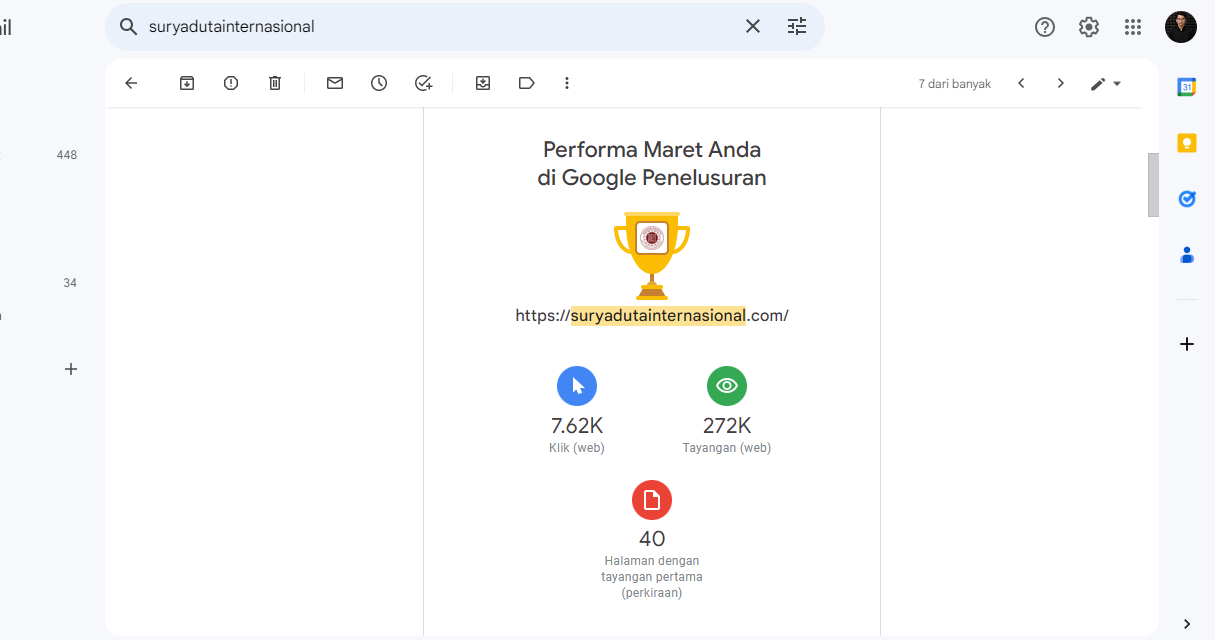 il
suryadutainternasional
7 dari banyak
31
448
Performa Maret Anda
di Google Penelusuran
34
https://suryadutainternasional.com/
7.62K
272K
Klik (web)
Tayangan (web)
40
Halaman dengan
tayangan pertama
(perkiraan)